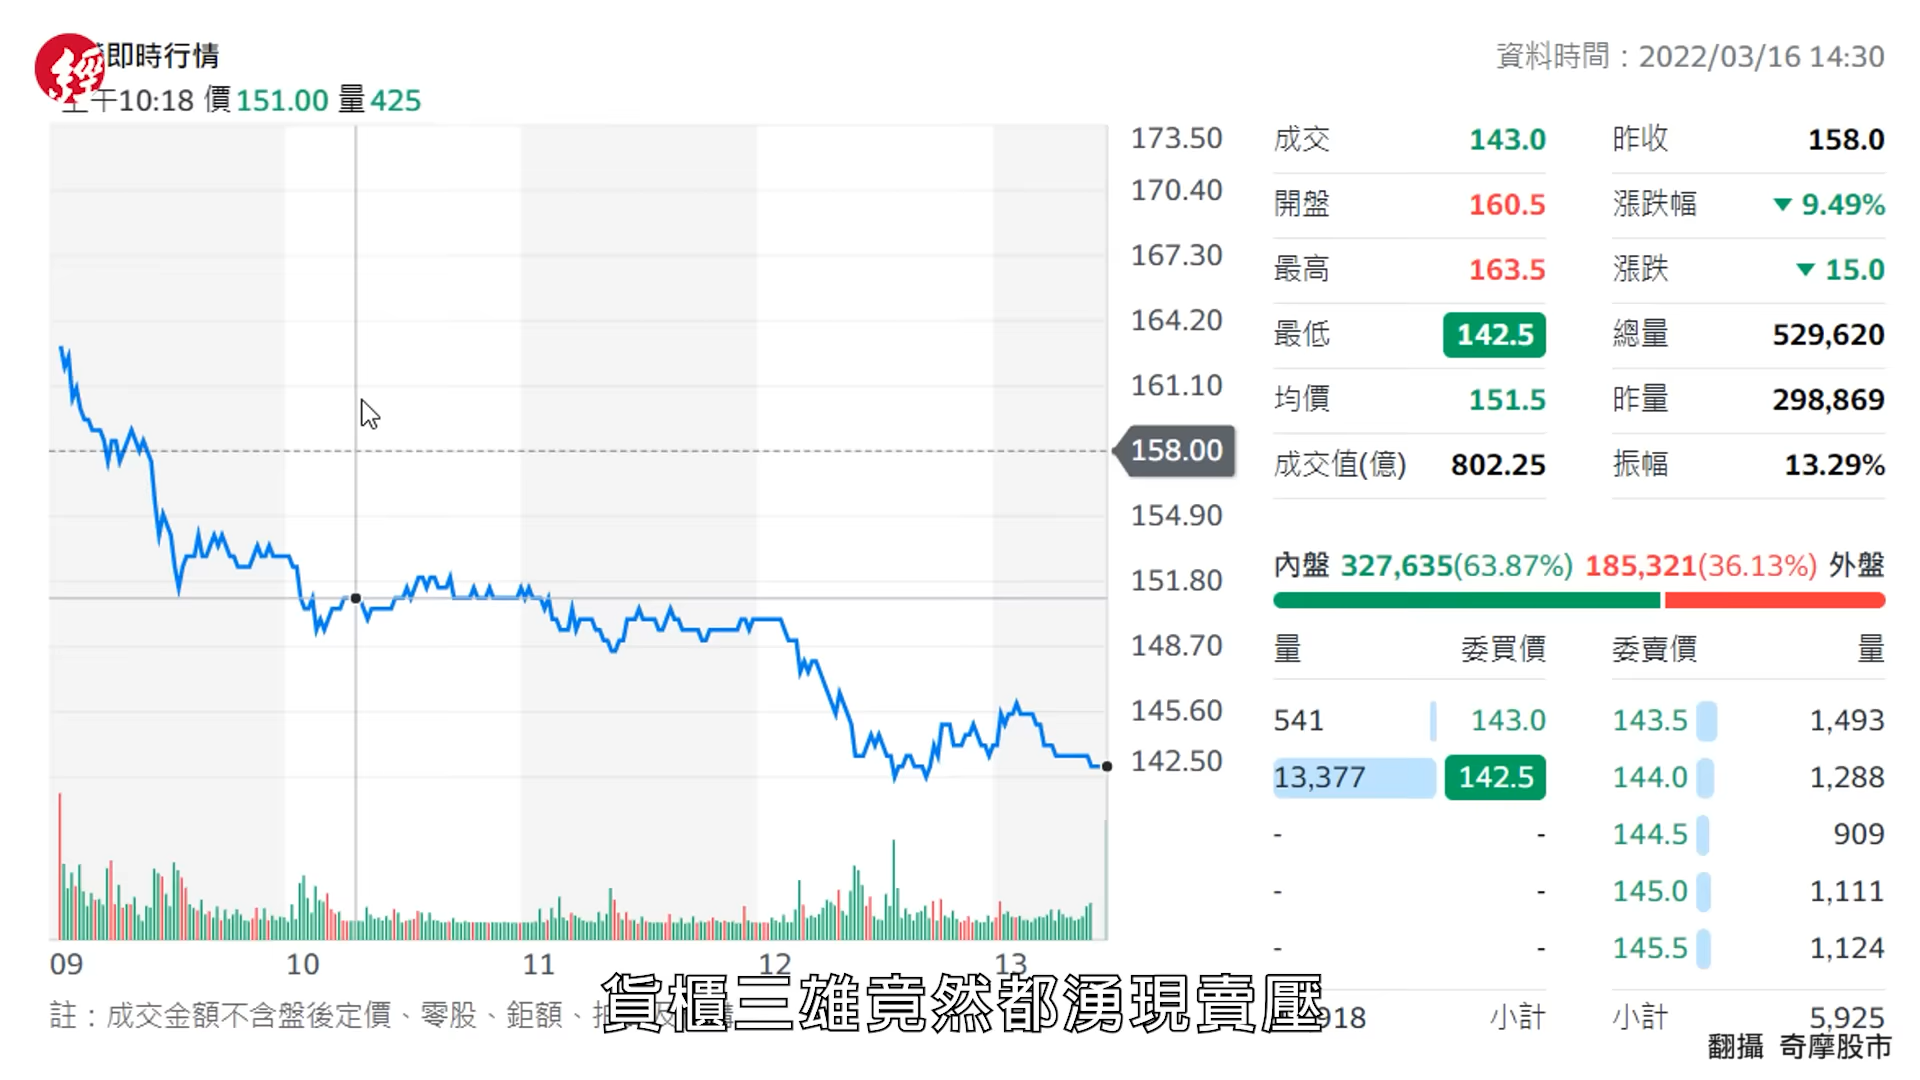 經
即時行情
資料時間：2022/03/16 14:30
上午10:18 價 151.00 量 425
173.50
170.40
167.30
164.20
161.10
158.00
154.90
151.80
148.70
145.60
142.50
09 10 11 12 13
成交 143.0 昨收 158.0
開盤 160.5 漲跌幅 ▼ 9.49%
最高 163.5 漲跌 ▼ 15.0
最低 142.5 總量 529,620
均價 151.5 昨量 298,869
成交值(億) 802.25 振幅 13.29%
內盤 327,635(63.87%) 185,321(36.13%) 外盤
量 委買價 委賣價 量
541 143.0 143.5 1,493
13,377 142.5 144.0 1,288
- - 144.5 909
- - 145.0 1,111
- - 145.5 1,124
918 小計 小計 5,925
註：成交金額不含盤後定價、零股、鉅額、
貨櫃三雄竟然都湧現賣壓
翻攝 奇摩股市